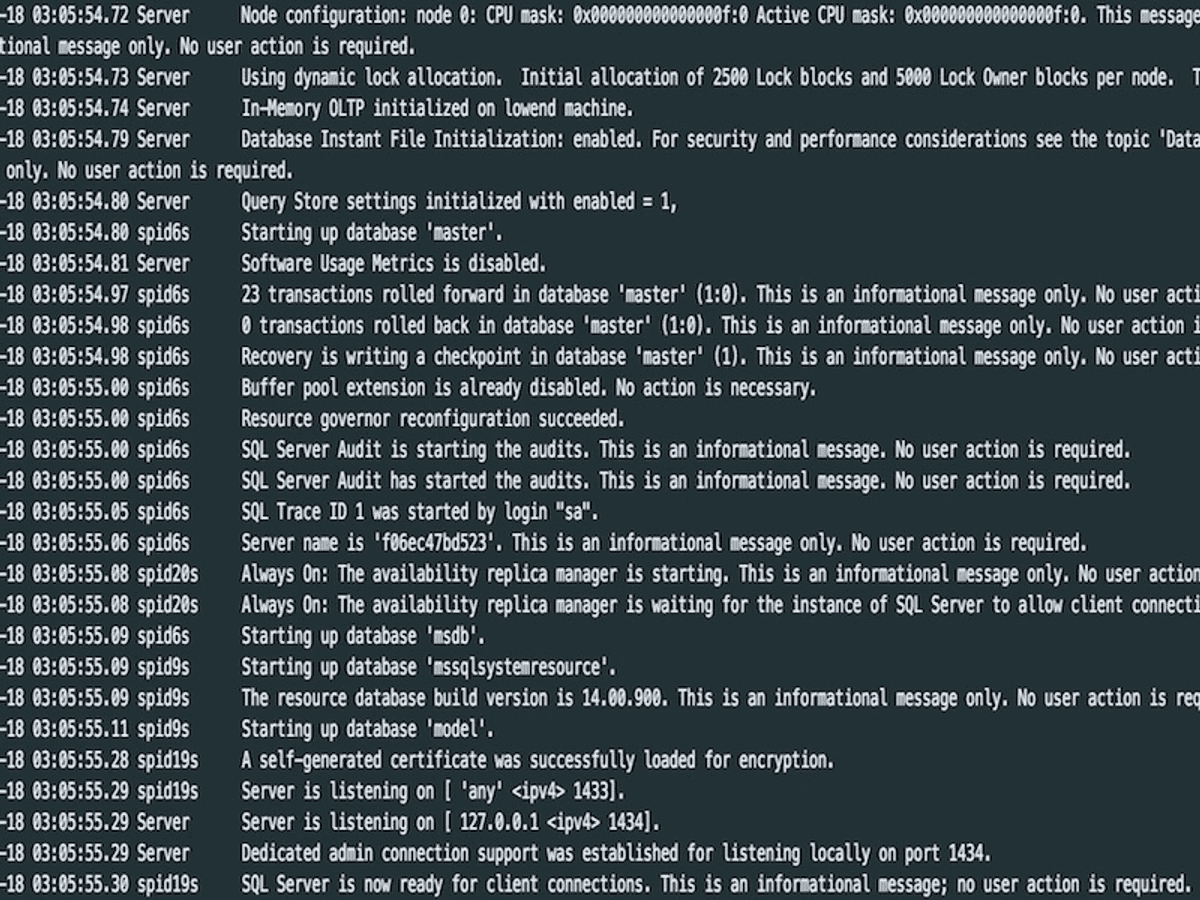 -18 03:05:54.72 Server Node configuration: node 0: CPU mask: 0x000000000000000f:0 Active CPU mask: 0x000000000000000f:0. This message
tional message only. No user action is required.
-18 03:05:54.73 Server Using dynamic lock allocation.  Initial allocation of 2500 Lock blocks and 5000 Lock Owner blocks per node.
-18 03:05:54.74 Server In-Memory OLTP initialized on lowend machine.
-18 03:05:54.79 Server Database Instant File Initialization: enabled. For security and performance considerations see the topic 'Data
only. No user action is required.
-18 03:05:54.80 Server Query Store settings initialized with enabled = 1,
-18 03:05:54.80 spid6s Starting up database 'master'.
-18 03:05:54.81 Server Software Usage Metrics is disabled.
-18 03:05:54.97 spid6s 23 transactions rolled forward in database 'master' (1:0). This is an informational message only. No user acti
-18 03:05:54.98 spid6s 0 transactions rolled back in database 'master' (1:0). This is an informational message only. No user action i
-18 03:05:54.98 spid6s Recovery is writing a checkpoint in database 'master' (1). This is an informational message only. No user acti
-18 03:05:55.00 spid6s Buffer pool extension is already disabled. No action is necessary.
-18 03:05:55.00 spid6s Resource governor reconfiguration succeeded.
-18 03:05:55.00 spid6s SQL Server Audit is starting the audits. This is an informational message. No user action is required.
-18 03:05:55.00 spid6s SQL Server Audit has started the audits. This is an informational message. No user action is required.
-18 03:05:55.05 spid6s SQL Trace ID 1 was started by login "sa".
-18 03:05:55.06 spid6s Server name is 'f06ec47bd523'. This is an informational message only. No user action is required.
-18 03:05:55.08 spid20s Always On: The availability replica manager is starting. This is an informational message only. No user action
-18 03:05:55.08 spid20s Always On: The availability replica manager is waiting for the instance of SQL Server to allow client connecti
-18 03:05:55.09 spid6s Starting up database 'msdb'.
-18 03:05:55.09 spid9s Starting up database 'mssqlsystemresource'.
-18 03:05:55.09 spid9s The resource database build version is 14.00.900. This is an informational message only. No user action is req
-18 03:05:55.11 spid9s Starting up database 'model'.
-18 03:05:55.28 spid19s A self-generated certificate was successfully loaded for encryption.
-18 03:05:55.29 spid19s Server is listening on [ 'any' <ipv4> 1433].
-18 03:05:55.29 Server Server is listening on [ 127.0.0.1 <ipv4> 1434].
-18 03:05:55.29 Server Dedicated admin connection support was established for listening locally on port 1434.
-18 03:05:55.30 spid19s SQL Server is now ready for client connections. This is an informational message; no user action is required.